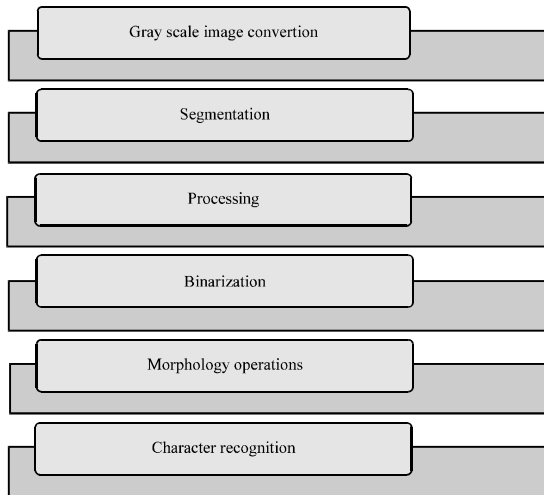 Gray scale image convertion
Segmentation
Processing
Binarization
Morphology operations
Character recognition